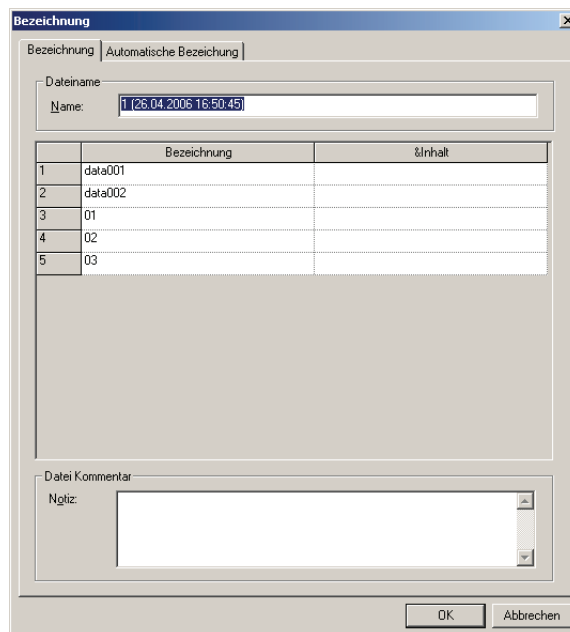 Bezeichnung
Bezeichnung Automatische Bezeichung
Dateiname
Name: 1 (26.04.2006 16:50:45)
Bezeichnung &Inhalt
1 data001
2 data002
3 01
4 02
5 03
Datei Kommentar
Notiz:
OK Abbrechen